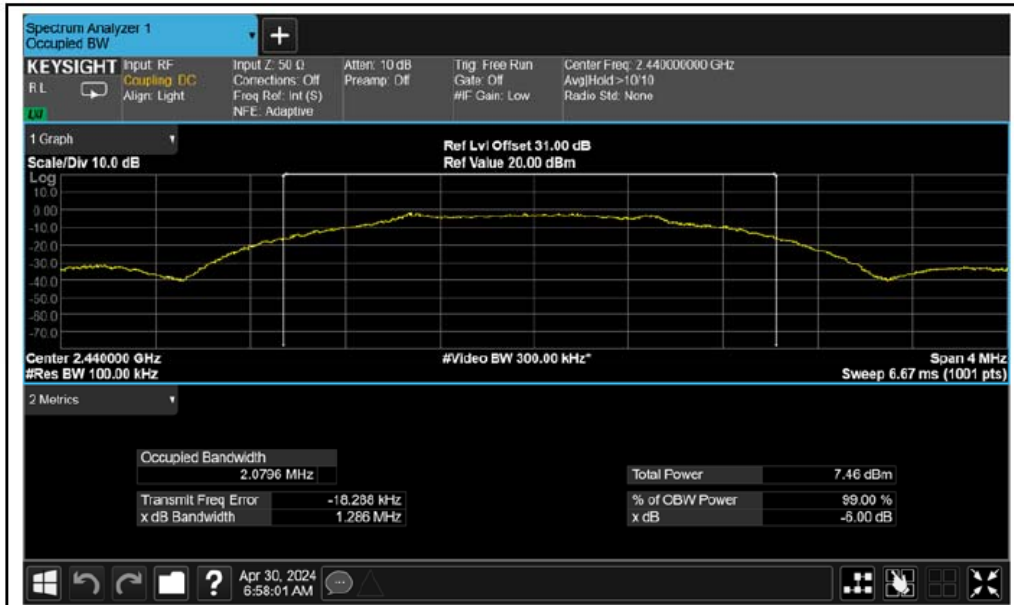 Spectrum Analyzer 1
Occupied BW
KEYSIGHT
R L
Input: RF
Coupling: DC
Align: Light
Input Z: 50 Ω
Corrections: Off
Freq Ref: Int (S)
NFE: Adaptive
Atten: 10 dB
Preamp: Off
Trig: Free Run
Gate: Off
#IF Gain: Low
Center Freq: 2.440000000 GHz
Avg|Hold:>10/10
Radio Std: None
1 Graph
Scale/Div 10.0 dB
Ref Lvl Offset 31.00 dB
Ref Value 20.00 dBm
Log
10.0
0.00
-10.0
-20.0
-30.0
-40.0
-50.0
-60.0
-70.0
Center 2.440000 GHz
#Video BW 300.00 kHz*
Span 4 MHz
#Res BW 100.00 kHz
Sweep 6.67 ms (1001 pts)
2 Metrics
Occupied Bandwidth
2.0796 MHz
Transmit Freq Error -18.288 kHz
x dB Bandwidth 1.286 MHz
Total Power 7.46 dBm
% of OBW Power 99.00 %
x dB -6.00 dB
Apr 30, 2024
6:58:01 AM